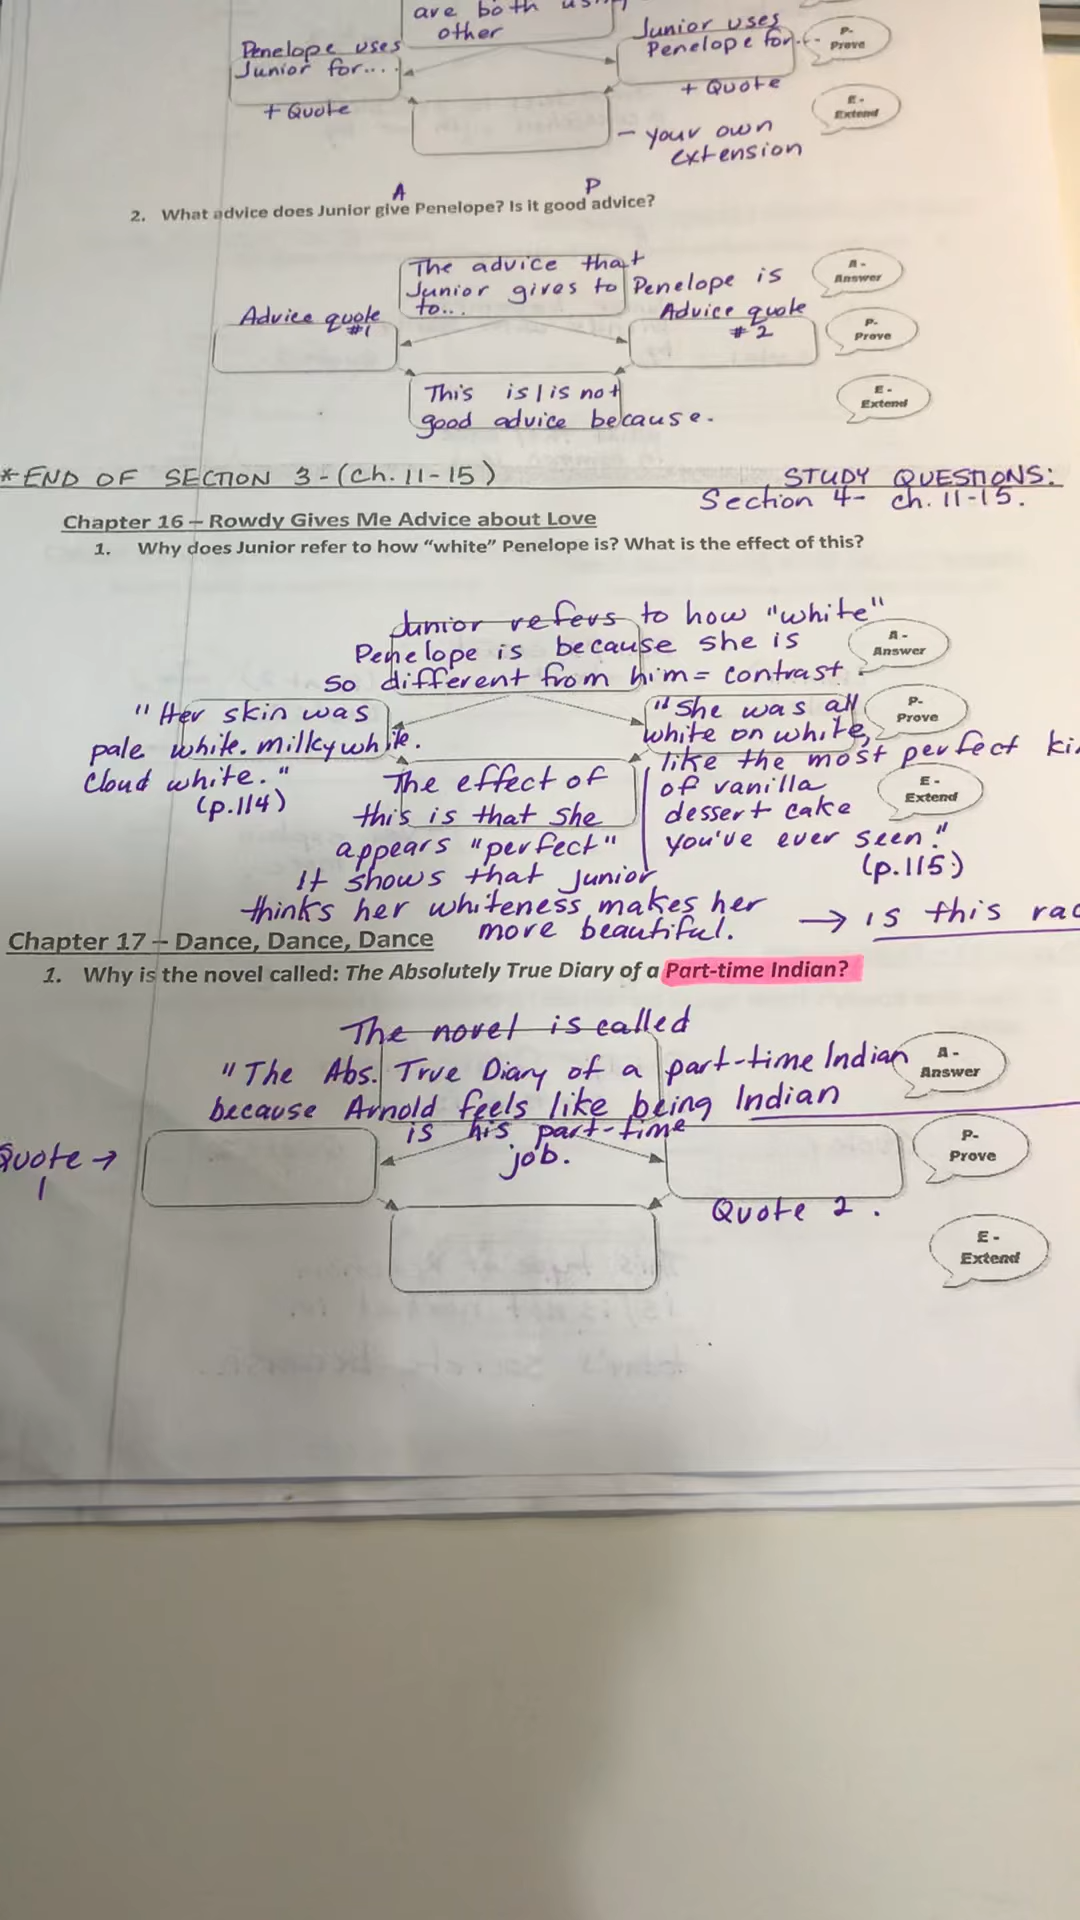 are both using
other
Penelope uses
Junior for....
+ Quote
Junior uses
Penelope for...
+ Quote
P-
Prove
E-
Extend
- your own
extension
A P
2. What advice does Junior give Penelope? Is it good advice?
The advice that
Junior gives to Penelope is
to...
A-
Answer
Advice quote
#1
Advice quote
#2
P-
Prove
This is/is not
good advice because.
E-
Extend
*END OF SECTION 3-(Ch. 11-15)
STUDY QUESTIONS:
Section 4- ch. 11-15.
Chapter 16 – Rowdy Gives Me Advice about Love
1. Why does Junior refer to how “white” Penelope is? What is the effect of this?
Junior refers to how "white"
Penelope is because she is
so different from him = contrast.
A-
Answer
"Her skin was
pale white. milky white.
Cloud white."
(p.114)
"She was all
white on white,
like the most perfect
of vanilla
dessert cake
you've ever seen."
(p.115.)
P-
Prove
The effect of
this is that she
appears "perfect"
It shows that Junior
thinks her whiteness makes her
more beautiful.
E-
Extend
→ is this
Chapter 17 – Dance, Dance, Dance
1. Why is the novel called: The Absolutely True Diary of a Part-time Indian?
The novel is called
"The Abs. True Diary of a part-time Indian
because Arnold feels like being Indian
is his part-time
job.
A-
Answer
Quote →
1
Quote 2.
P-
Prove
E-
Extend